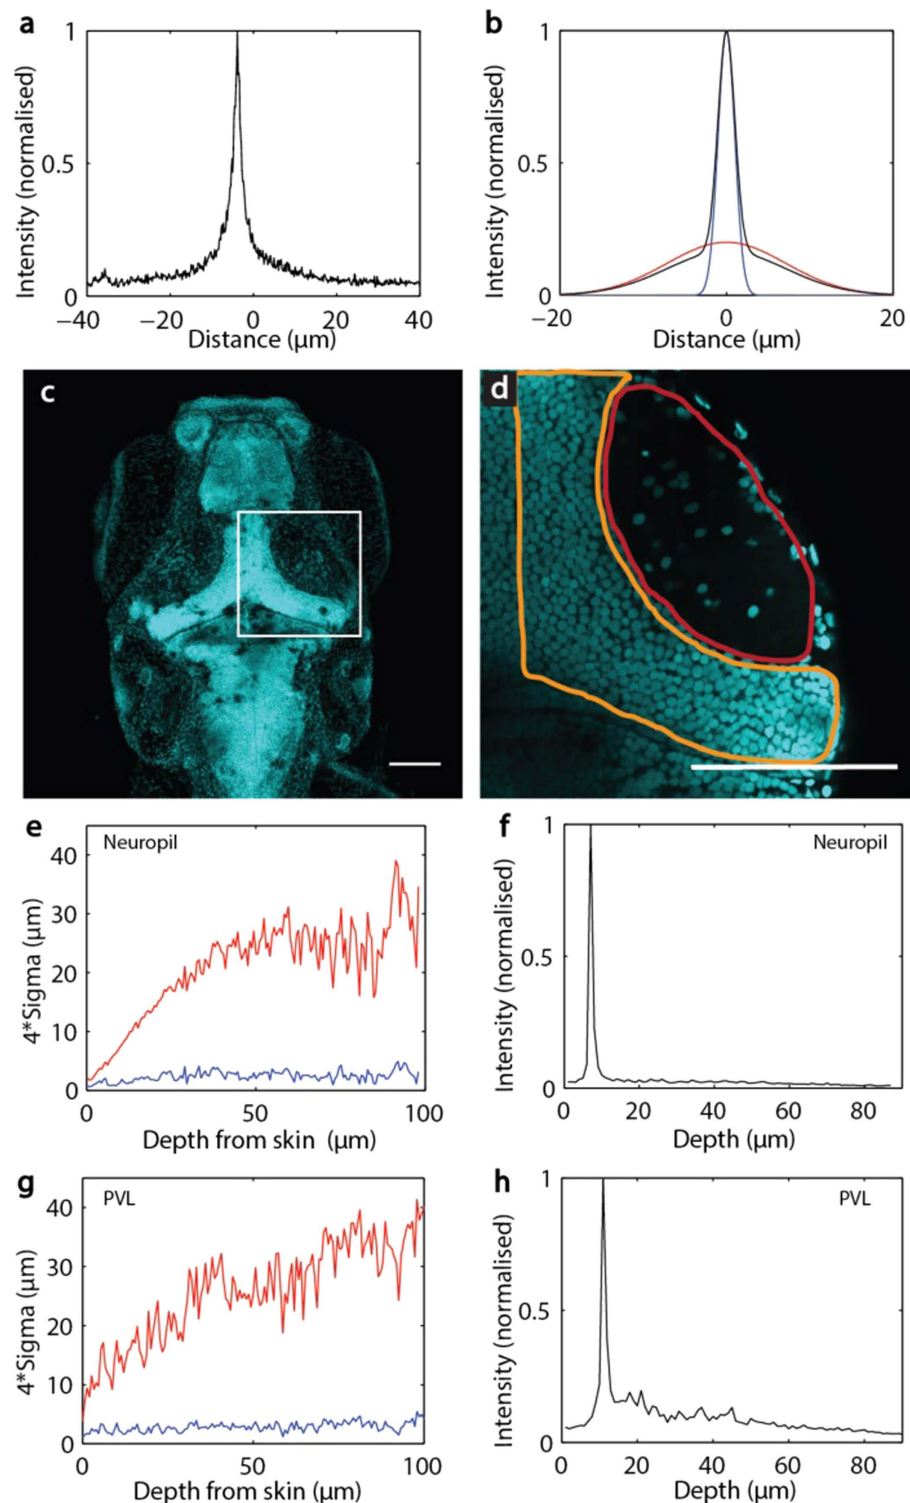 a
Intensity (normalised)
1
0.5
0
−40
−20
0
20
40
Distance (µm)
b
Intensity (normalised)
1
0.5
0
−20
0
20
Distance (µm)
c
d
e
Neuropil
4*Sigma (µm)
40
30
20
10
0
0
50
100
Depth from skin (µm)
f
Neuropil
Intensity (normalised)
1
0.5
0
0
20
40
60
80
Depth (µm)
g
PVL
4*Sigma (µm)
40
30
20
10
0
0
50
100
Depth from skin (µm)
h
PVL
Intensity (normalised)
1
0.5
0
0
20
40
60
80
Depth (µm)